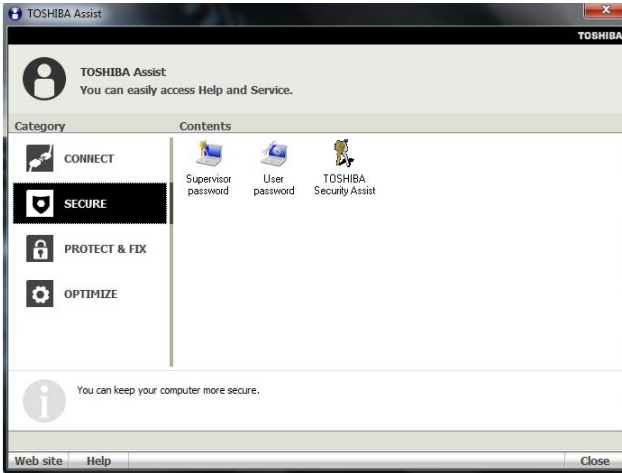 TOSHIBA Assist
TOSHIBA
TOSHIBA Assist
You can easily access Help and Service.
Category
Contents
CONNECT
SECURE
PROTECT & FIX
OPTIMIZE
Supervisor
password
User
password
TOSHIBA
Security Assist
You can keep your computer more secure.
Web site
Help
Close